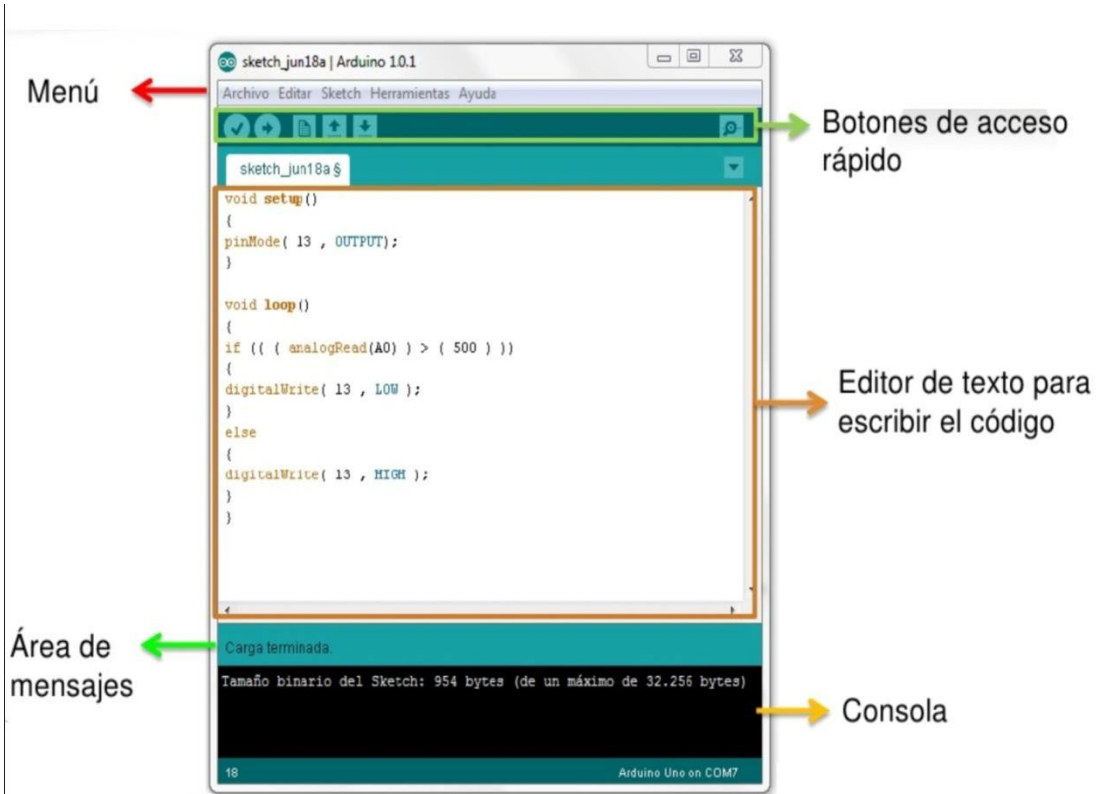 sketch_jun18a | Arduino 1.0.1
Menú
Archivo Editar Sketch Herramientas Ayuda
Botones de acceso
rápido
sketch_jun18a §
void setup()
{
pinMode( 13 , OUTPUT);
}
void loop()
{
if (( ( analogRead(A0) ) > ( 500 ) ))
{
digitalWrite( 13 , LOW );
}
else
{
digitalWrite( 13 , HIGH );
}
}
Editor de texto para
escribir el código
Área de
mensajes
Carga terminada.
Tamaño binario del Sketch: 954 bytes (de un máximo de 32.256 bytes)
Consola
18
Arduino Uno on COM7